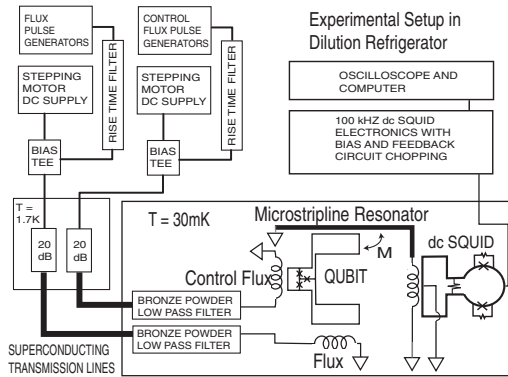 FLUX
PULSE
GENERATORS
CONTROL
FLUX PULSE
GENERATORS
RISE TIME FILTER
RISE TIME FILTER
Experimental Setup in
Dilution Refrigerator
STEPPING
MOTOR
DC SUPPLY
STEPPING
MOTOR
DC SUPPLY
OSCILLOSCOPE AND
COMPUTER
100 kHZ dc SQUID
ELECTRONICS WITH
BIAS AND FEEDBACK
CIRCUIT CHOPPING
BIAS
TEE
BIAS
TEE
T =
1.7K
20
dB
20
dB
T = 30mK
Microstripline Resonator
M
dc SQUID
Control Flux
QUBIT
BRONZE POWDER
LOW PASS FILTER
BRONZE POWDER
LOW PASS FILTER
Flux
SUPERCONDUCTING
TRANSMISSION LINES